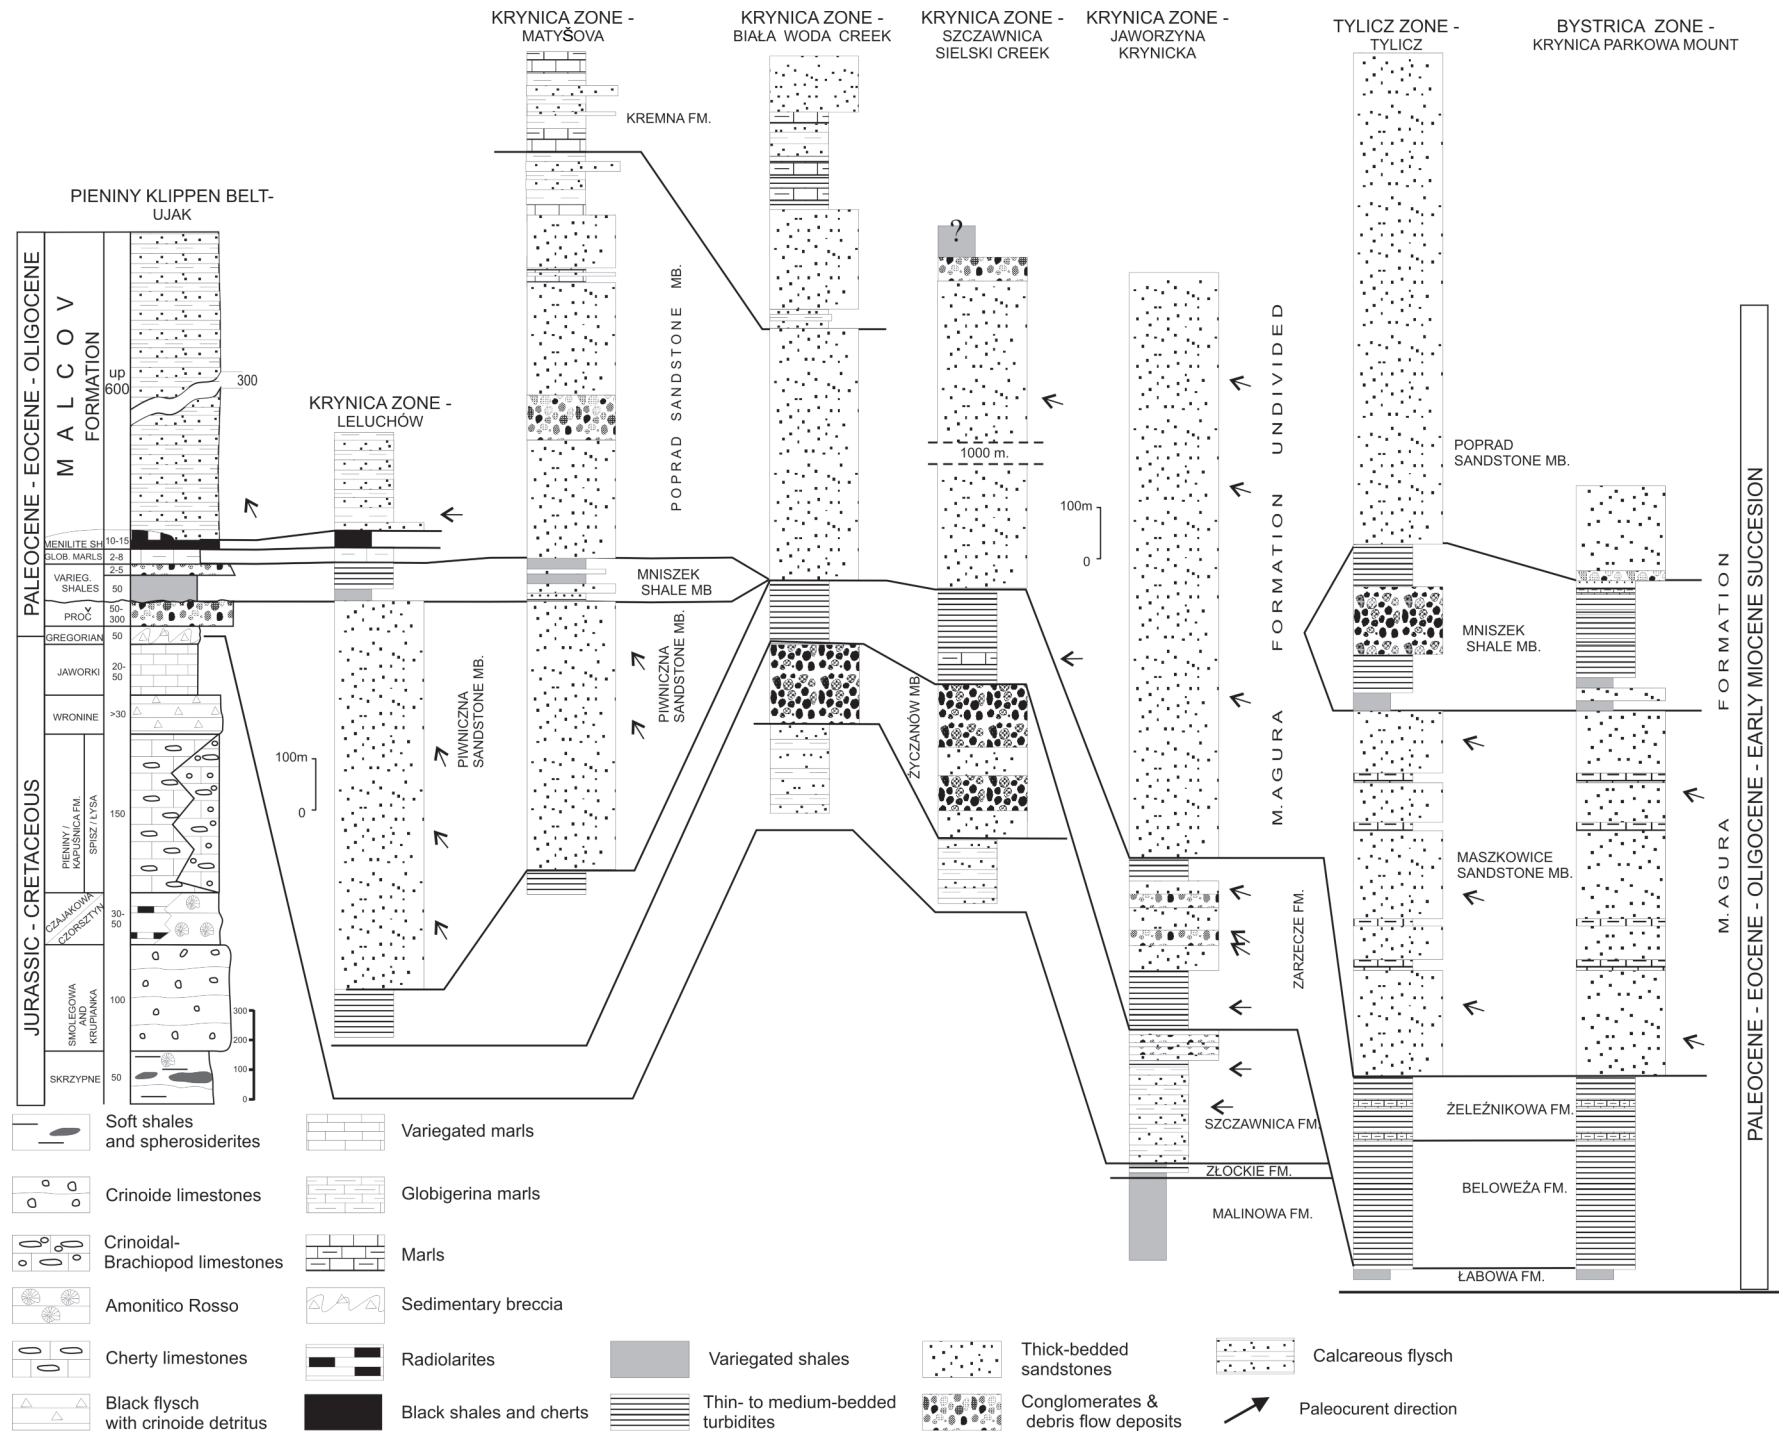 KRYNICA ZONE -
MATYŠOVA
KRYNICA ZONE -
BIAŁA WODA CREEK
KRYNICA ZONE -
SZCZAWNICA
SIELSKI CREEK
KRYNICA ZONE -
JAWORZYNA
KRYNICKA
TYLICZ ZONE -
TYLICZ
BYSTRICA ZONE -
KRYNICA PARKOWA MOUNT
PIENINY KLIPPEN BELT-
UJAK
KRYNICA ZONE -
LELUCHÓW
PALEOCENE - EOCENE - OLIGOCENE
JURASSIC - CRETACEOUS
MALCOV
FORMATION
up
600
300
MENILITE SH
10-15
GLOB. MARLS
2-8
2-5
VARIEG.
SHALES
50
PROČ
50-
300
GREGORIAN
50
JAWORKI
20-
50
WRONINE
>30
PIENINY /
KAPUŚNICA FM.
SPISZ / ŁYSA
150
CZAJAKOWA
CZORSZTYN
30-
50
SMOLEGOWA
AND
KRUPIANKA
100
SKRZYPNE
50
300
200
100
0
100m
0
PIWNICZNA
SANDSTONE MB.
KREMNA FM.
POPRAD SANDSTONE MB.
MNISZEK
SHALE MB
PIWNICZNA
SANDSTONE MB.
?
1000 m.
100m
0
ŻYCZANÓW MB.
MAGURA FORMATION UNDIVIDED
ZARZECZE FM.
SZCZAWNICA FM.
ZŁOCKIE FM.
MALINOWA FM.
POPRAD
SANDSTONE MB.
MNISZEK
SHALE MB.
MASZKOWICE
SANDSTONE MB.
ŻELEŹNIKOWA FM.
BELOWEŻA FM.
ŁABOWA FM.
MAGURA FORMATION
PALEOCENE - EOCENE - OLIGOCENE - EARLY MIOCENE SUCCESION
Soft shales
and spherosiderites
Crinoide limestones
Crinoidal-
Brachiopod limestones
Amonitico Rosso
Cherty limestones
Black flysch
with crinoide detritus
Variegated marls
Globigerina marls
Marls
Sedimentary breccia
Radiolarites
Black shales and cherts
Variegated shales
Thin- to medium-bedded
turbidites
Thick-bedded
sandstones
Conglomerates &
debris flow deposits
Calcareous flysch
Paleocurent direction